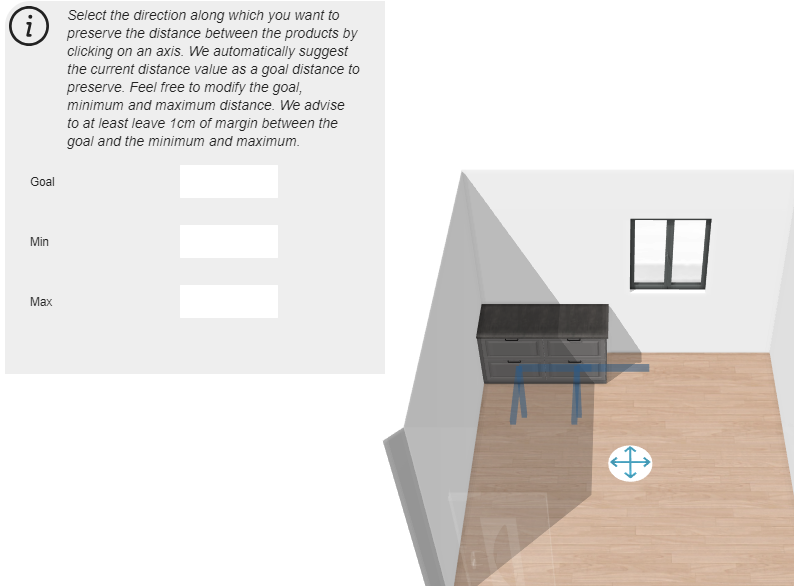 i
Select the direction along which you want to
preserve the distance between the products by
clicking on an axis. We automatically suggest
the current distance value as a goal distance to
preserve. Feel free to modify the goal,
minimum and maximum distance. We advise
to at least leave 1cm of margin between the
goal and the minimum and maximum.
Goal
Min
Max